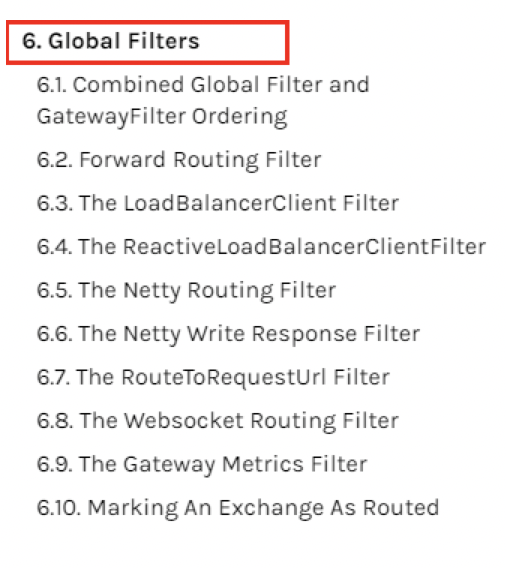 6. Global Filters
6.1. Combined Global Filter and
GatewayFilter Ordering
6.2. Forward Routing Filter
6.3. The LoadBalancerClient Filter
6.4. The ReactiveLoadBalancerClientFilter
6.5. The Netty Routing Filter
6.6. The Netty Write Response Filter
6.7. The RouteToRequestUrl Filter
6.8. The Websocket Routing Filter
6.9. The Gateway Metrics Filter
6.10. Marking An Exchange As Routed